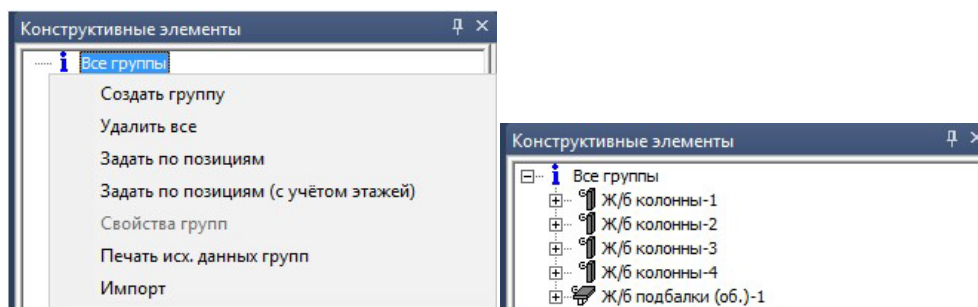 Конструктивные элементы
Все группы
Создать группу
Удалить все
Задать по позициям
Задать по позициям (с учётом этажей)
Свойства групп
Печать исх. данных групп
Импорт
Конструктивные элементы
Все группы
Ж/б колонны-1
Ж/б колонны-2
Ж/б колонны-3
Ж/б колонны-4
Ж/б подбалки (об.)-1